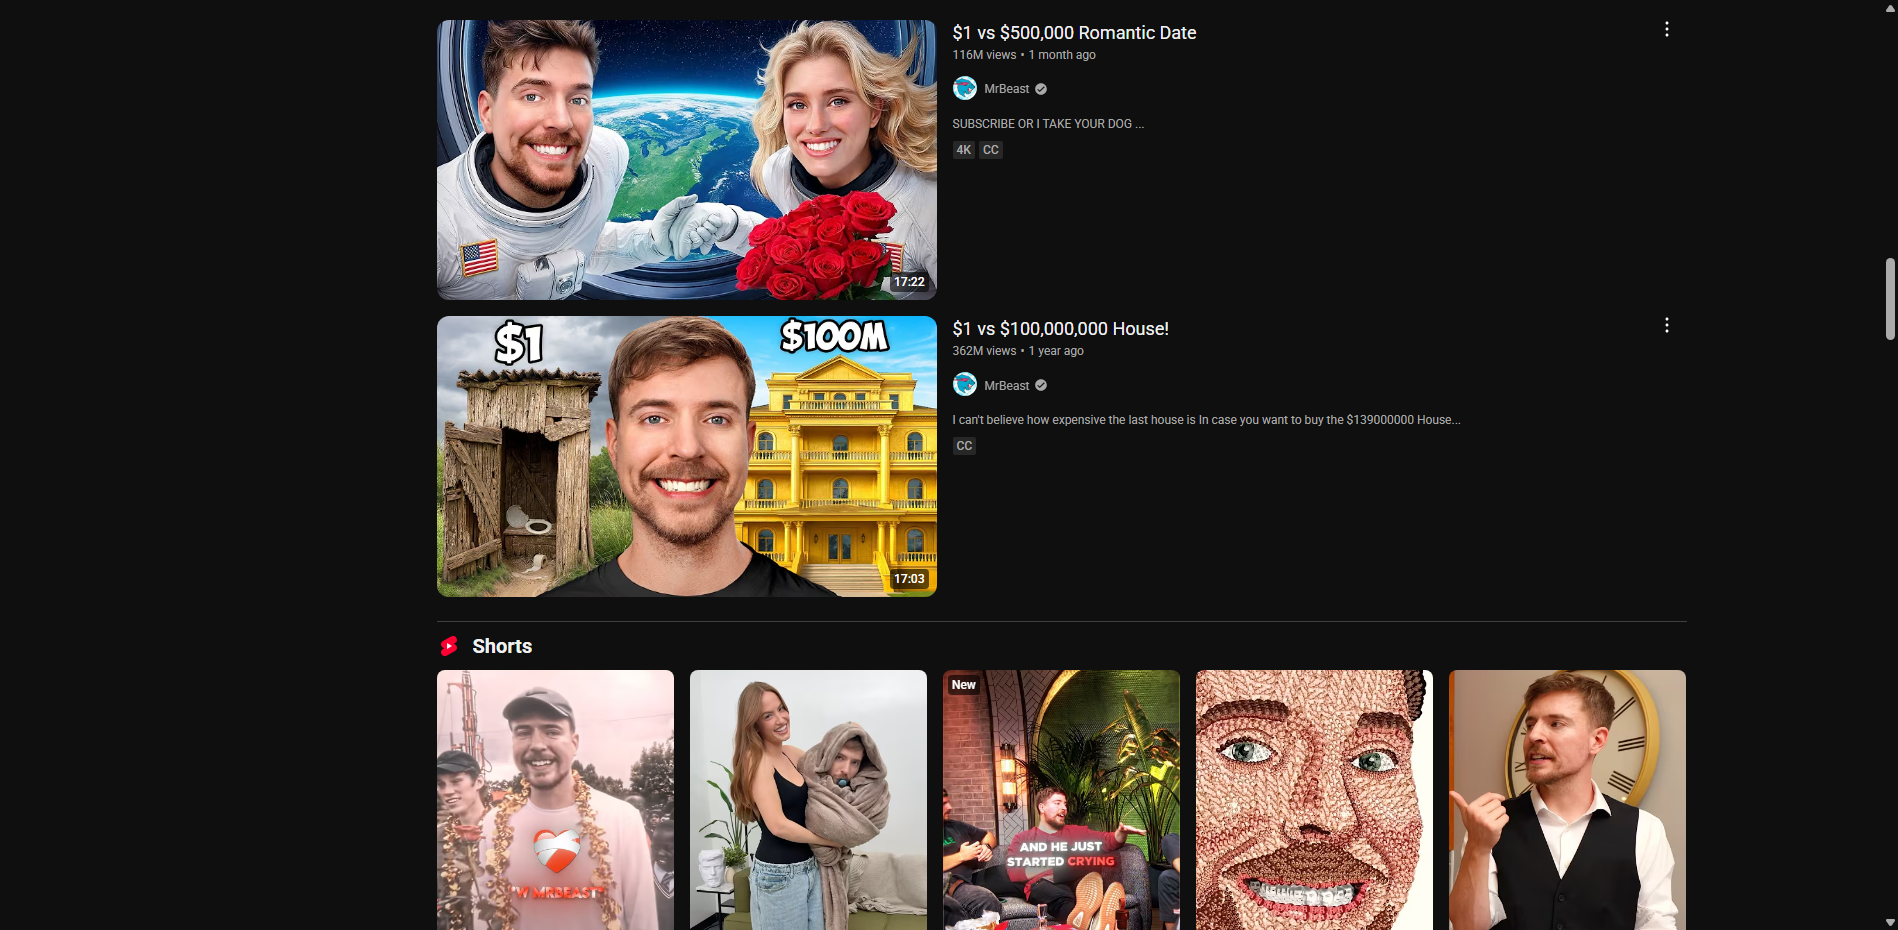 $1 vs $500,000 Romantic Date
116M views • 1 month ago
MrBeast
SUBSCRIBE OR I TAKE YOUR DOG ...
4K CC
17:22
$1
$100M
17:03
$1 vs $100,000,000 House!
362M views • 1 year ago
MrBeast
I can't believe how expensive the last house is In case you want to buy the $139000000 House...
CC
Shorts
W MRBEAST
New
AND HE JUST
STARTED CRYING